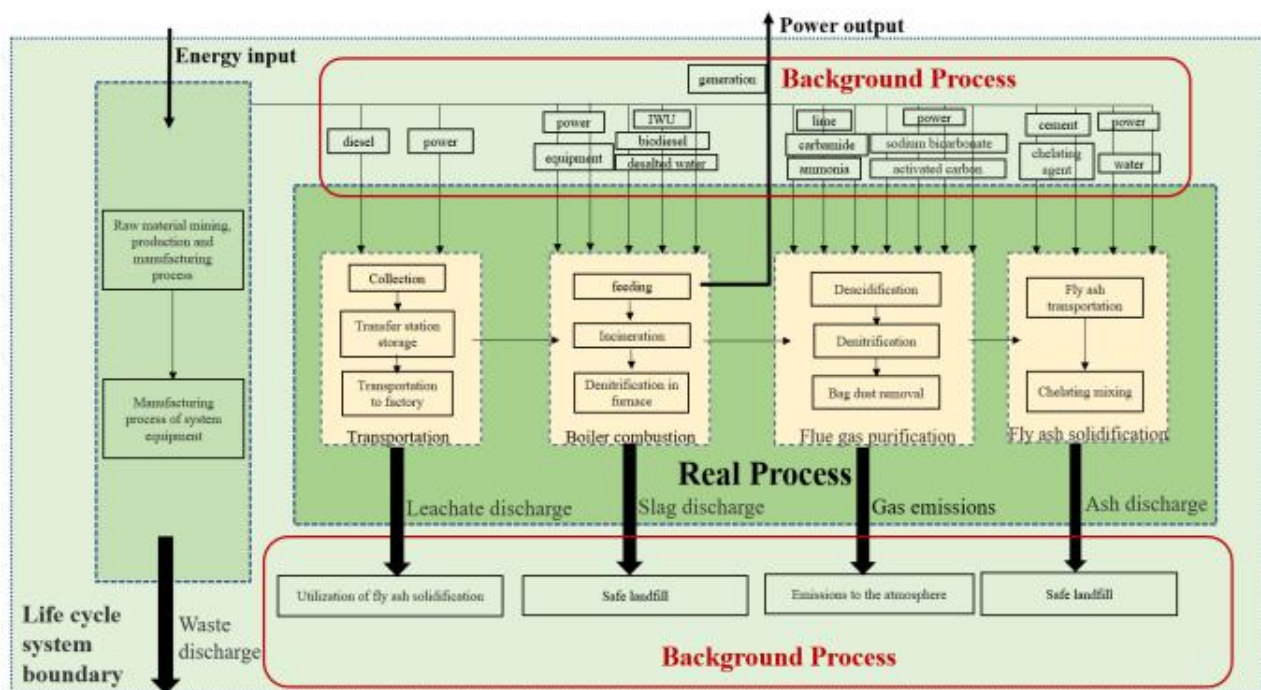 Power output
Energy input
Background Process
generation
diesel
power
power
equipment
IWU
biodiesel
desalted water
lime
carbamide
ammonia
power
sodium bicarbonate
activated carbon
cement
chelating
agent
power
water
Raw material mining,
production and
manufacturing
process
Manufacturing
process of system
equipment
Collection
Transfer station
storage
Transportation
to factory
Transportation
feeding
Incineration
Denitrification in
furnace
Boiler combustion
Deacidification
Denitrification
Bag dust removal
Flue gas purification
Fly ash
transportation
Chelating mixing
Fly ash solidification
Real Process
Leachate discharge
Slag discharge
Gas emissions
Ash discharge
Utilization of fly ash solidification
Safe landfill
Emissions to the atmosphere
Safe landfill
Life cycle
system
boundary
Waste
discharge
Background Process